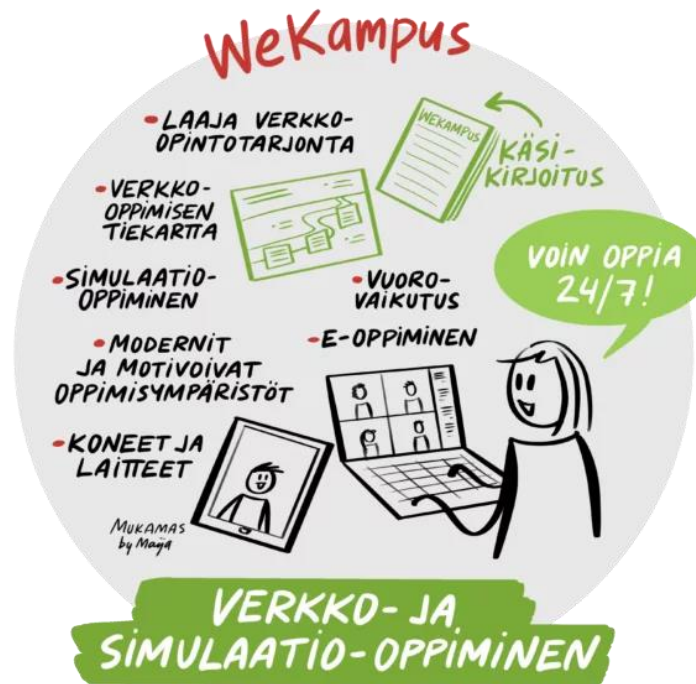 WeKampus
• LAAJA VERKKO-
OPINTOTARJONTA
WEKAMPUS
KÄSI-
KIRJOITUS
• VERKKO-
OPPIMISEN
TIEKARTTA
• SIMULAATIO-
OPPIMINEN
• VUORO-
VAIKUTUS
VOIN OPPIA
24/7!
• MODERNIT
JA MOTIVOIVAT
OPPIMISYMPÄRISTÖT
• E-OPPIMINEN
• KONEET JA
LAITTEET
MUKAMAS
by Maija
VERKKO- JA
SIMULAATIO-OPPIMINEN